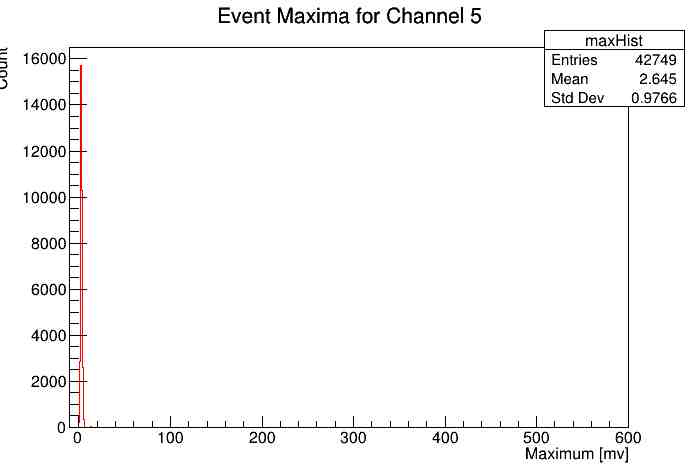 Event Maxima for Channel 5
maxHist
Entries 42749
Mean 2.645
Std Dev 0.9766
Count
16000
14000
12000
10000
8000
6000
4000
2000
0
0 100 200 300 400 500 600
Maximum [mv]